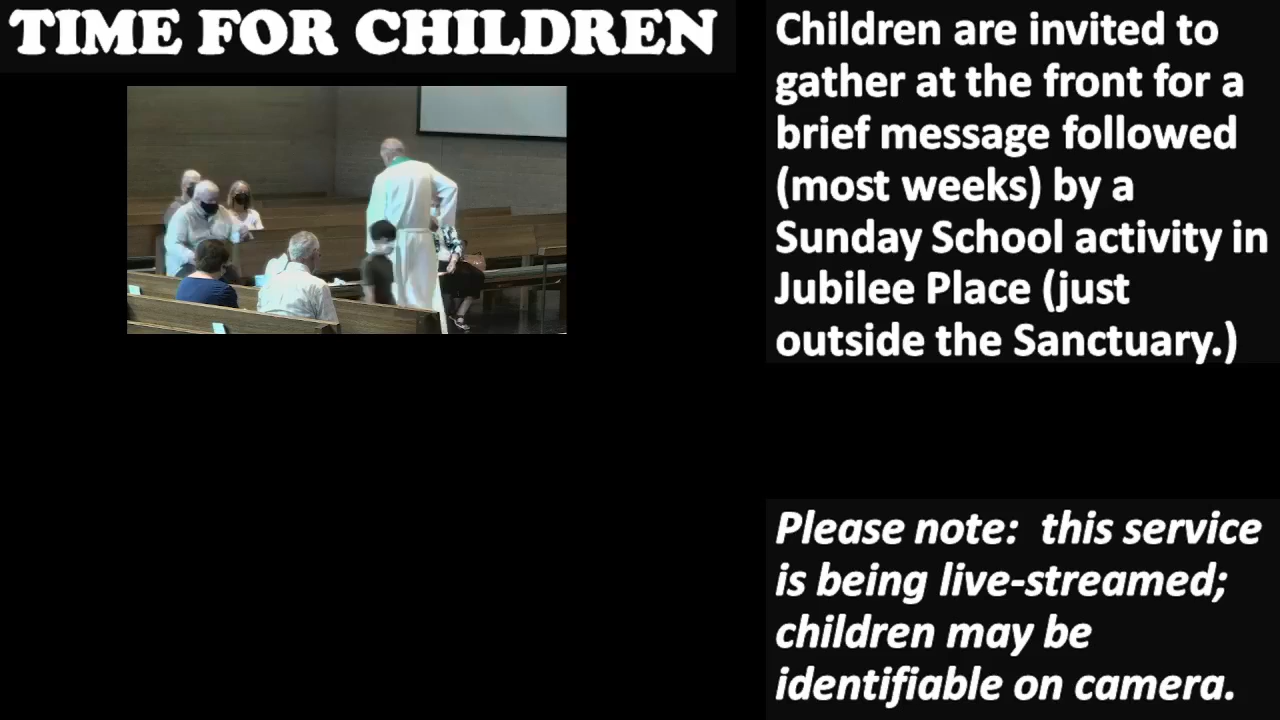 TIME FOR CHILDREN
Children are invited to
gather at the front for a
brief message followed
(most weeks) by a
Sunday School activity in
Jubilee Place (just
outside the Sanctuary.)
Please note:  this service
is being live-streamed;
children may be
identifiable on camera.